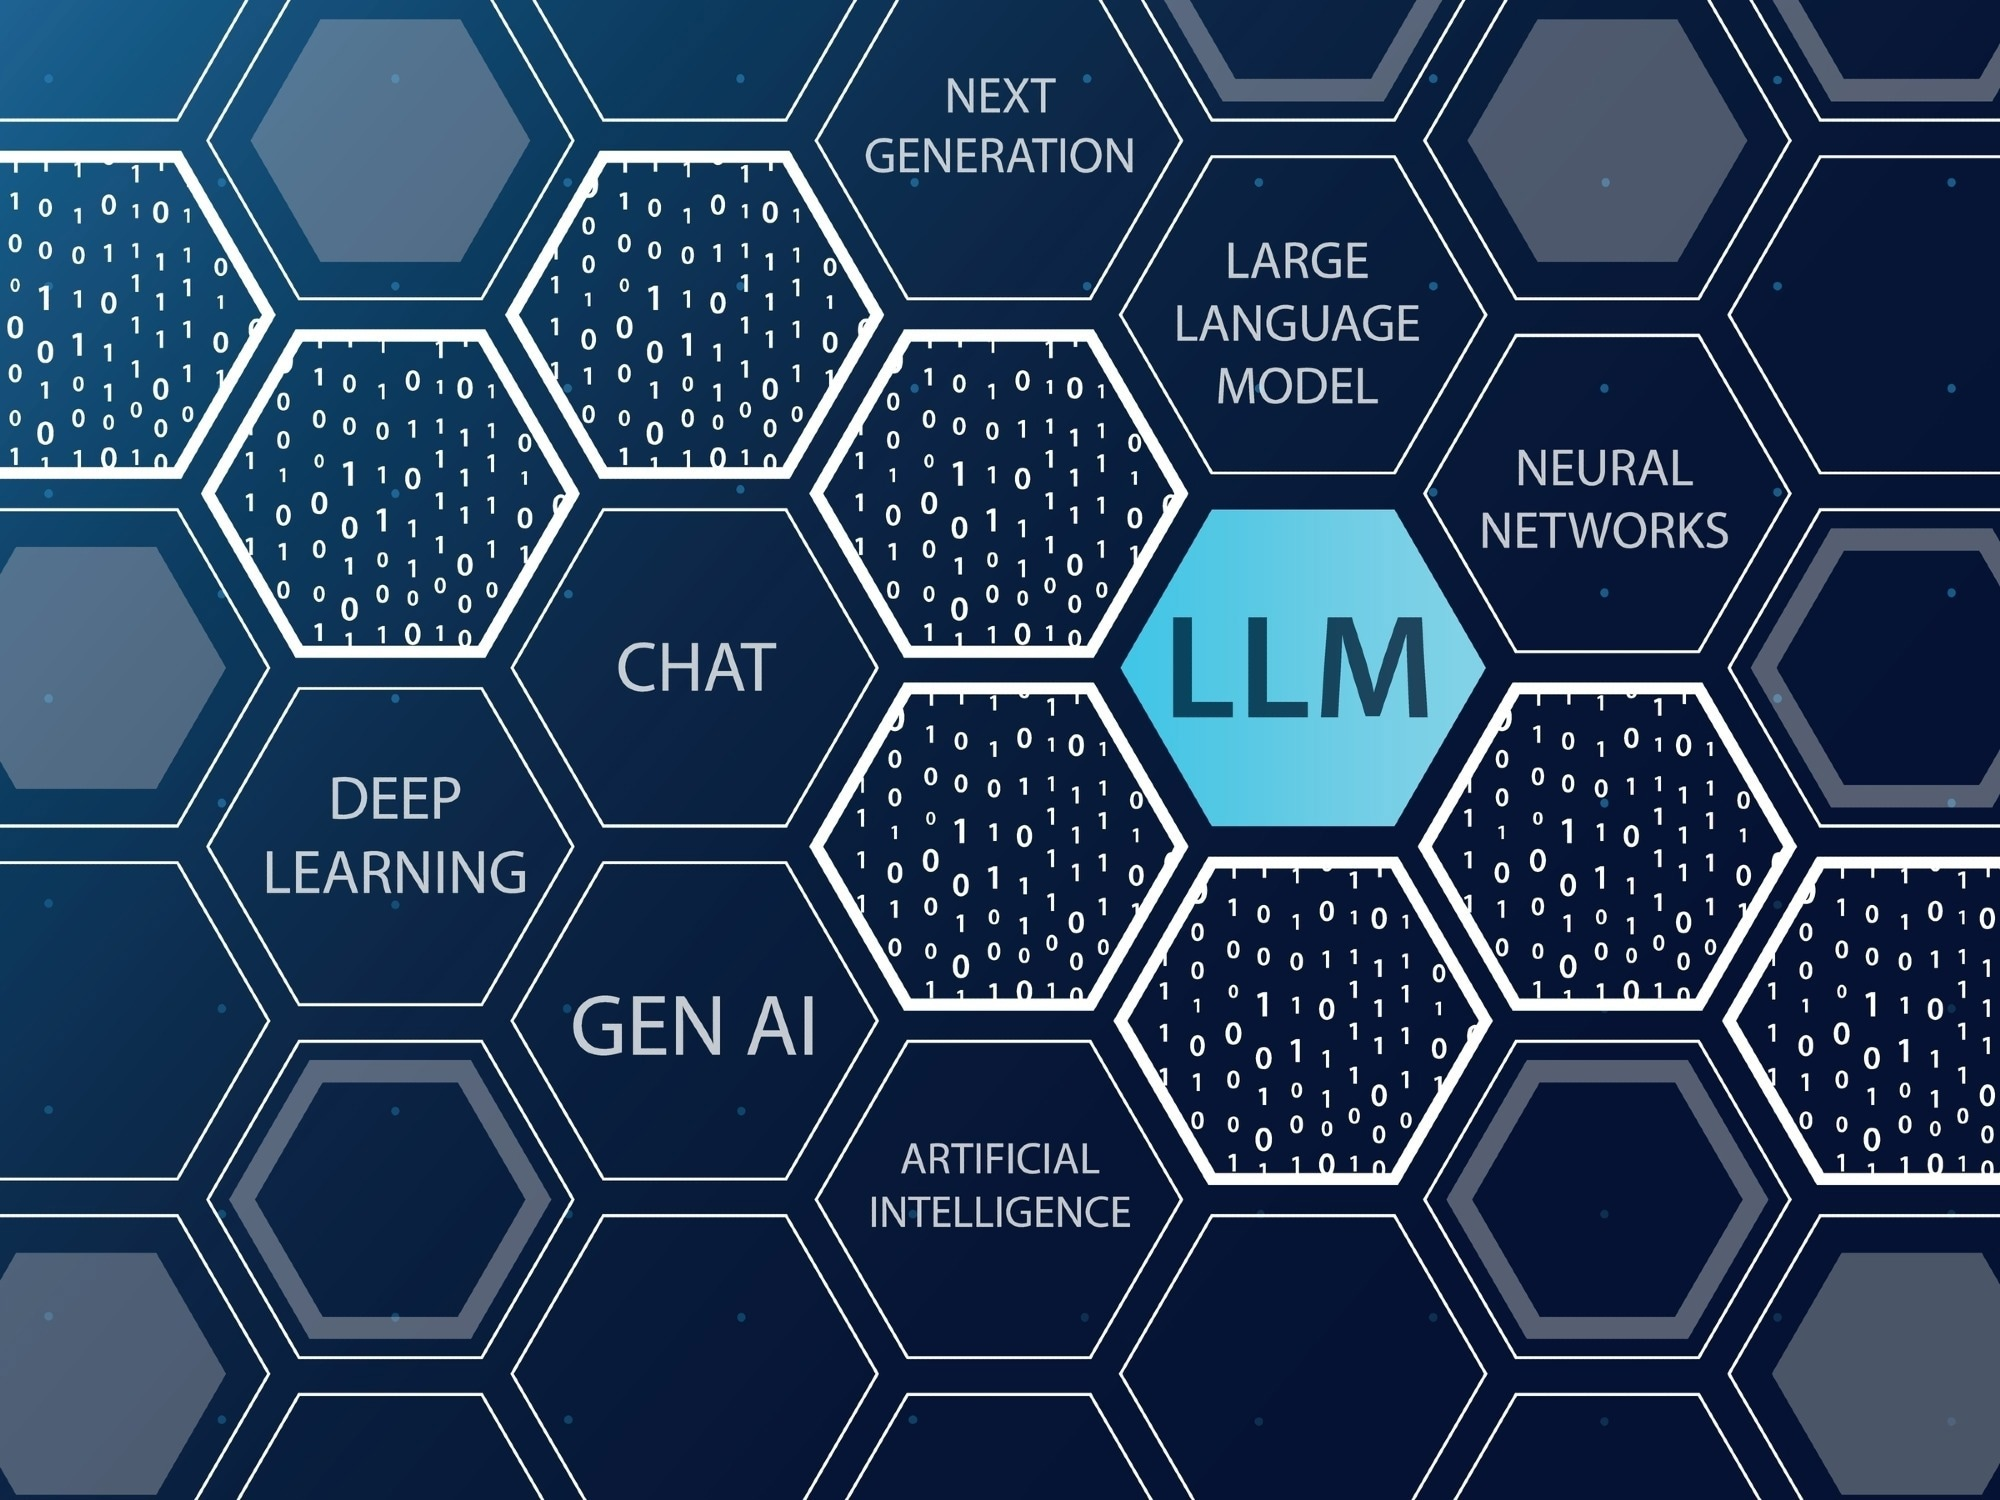 NEXT
GENERATION
LARGE
LANGUAGE
MODEL
NEURAL
NETWORKS
LLM
CHAT
DEEP
LEARNING
GEN AI
ARTIFICIAL
INTELLIGENCE